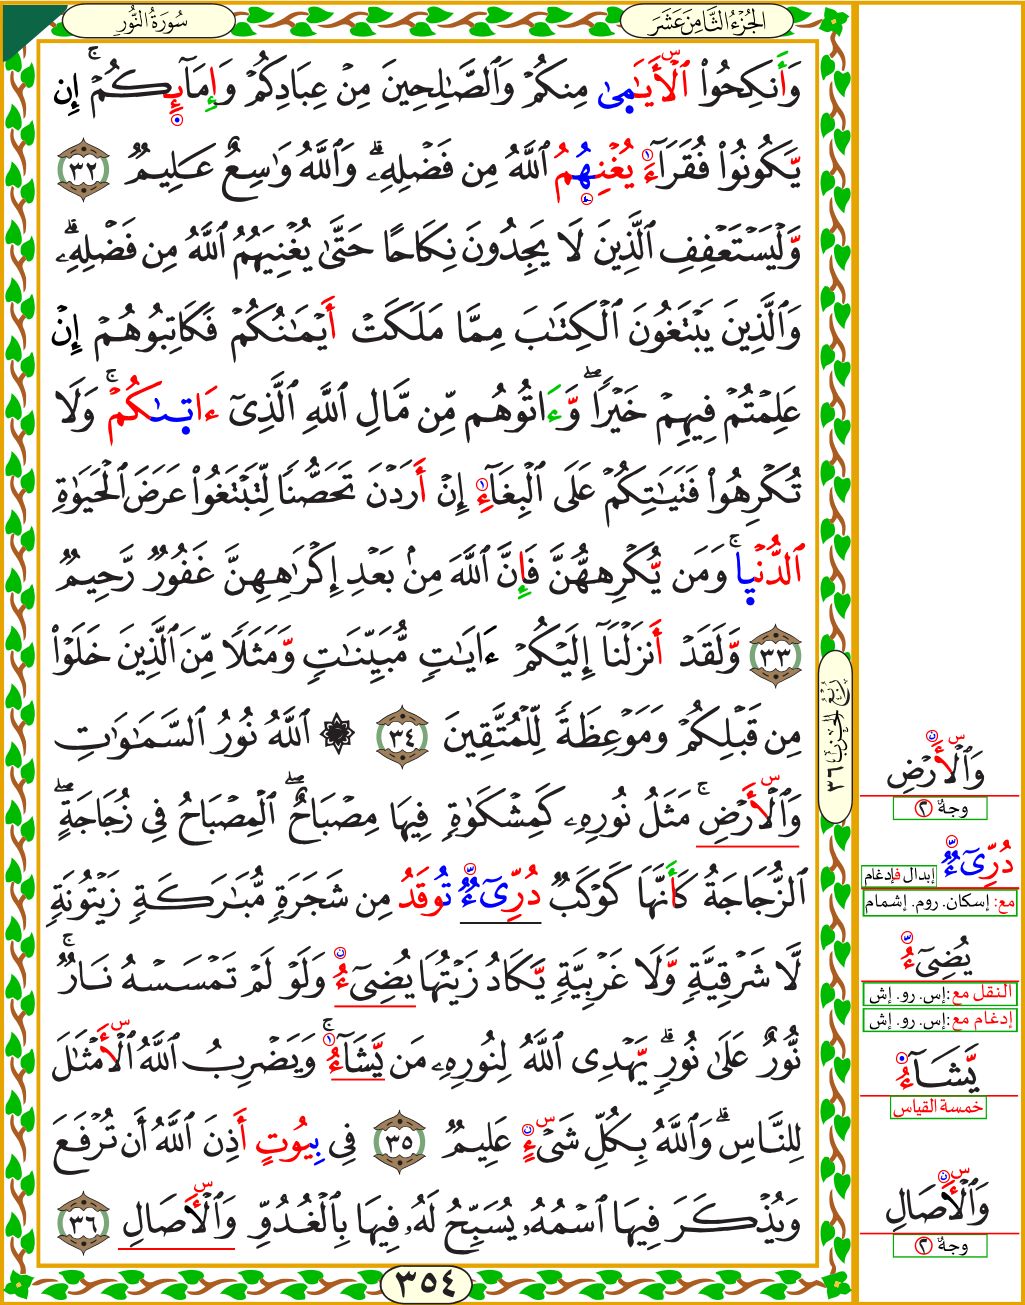 سُورَةُ النُّورِ
الجُزْءُ الثَّامِنَ عَشَرَ
وَأَنكِحُوا۟ ٱلْأَيَـٰمىٰ مِنكُمْ وَٱلصَّـٰلِحِينَ مِنْ عِبَادِكُمْ وَإِمَآئِكُمْ ۚ إِن
يَّكُونُوا۟ فُقَرَآءَ يُغْنِهُمُ ٱللَّهُ مِن فَضْلِهِۦ ۗ وَٱللَّهُ وَٰسِعٌ عَلِيمٌ ٣٢
وَّلْيَسْتَعْفِفِ ٱلَّذِينَ لَا يَجِدُونَ نِكَاحًا حَتَّىٰ يُغْنِيَهُمُ ٱللَّهُ مِن فَضْلِهِۦ ۗ
وَٱلَّذِينَ يَبْتَغُونَ ٱلْكِتَـٰبَ مِمَّا مَلَكَتْ أَيْمَـٰنُكُمْ فَكَاتِبُوهُمْ إِنْ
عَلِمْتُمْ فِيهِمْ خَيْرًا ۖ وَّءَاتُوهُم مِّن مَّالِ ٱللَّهِ ٱلَّذِىٓ ءَاتىٰكُمْ ۚ وَلَا
تُكْرِهُوا۟ فَتَيَـٰتِكُمْ عَلَى ٱلْبِغَآءِ إِنْ أَرَدْنَ تَحَصُّنًا لِّتَبْتَغُوا۟ عَرَضَ ٱلْحَيَوٰةِ
ٱلدُّنْيا ۚ وَمَن يُّكْرِههُّنَّ فَإِنَّ ٱللَّهَ مِنۢ بَعْدِ إِكْرَٰهِهِنَّ غَفُورٌ رَّحِيمٌ
٣٣ وَّلَقَدْ أَنزَلْنَآ إِلَيْكُمْ ءَايَـٰتٍ مُّبَيِّنَـٰتٍ وَّمَثَلًا مِّنَ ٱلَّذِينَ خَلَوْا۟
مِن قَبْلِكُمْ وَمَوْعِظَةً لِّلْمُتَّقِينَ ٣٤ ۞ ٱللَّهُ نُورُ ٱلسَّمَـٰوَٰتِ
وَٱلْأَرْضِ ۚ مَثَلُ نُورِهِۦ كَمِشْكَوٰةٍ فِيهَا مِصْبَاحٌ ۖ ٱلْمِصْبَاحُ فِى زُجَاجَةٍ ۖ
ٱلزُّجَاجَةُ كَأَنَّهَا كَوْكَبٌ دُرِّىٓءٌ تُوقَدُ مِن شَجَرَةٍ مُّبَـٰرَكَةٍ زَيْتُونَةٍ
لَّا شَرْقِيَّةٍ وَّلَا غَرْبِيَّةٍ يَّكَادُ زَيْتُهَا يُضِىٓءُ وَلَوْ لَمْ تَمْسَسْهُ نَارٌ ۚ
نُّورٌ عَلَىٰ نُورٍ ۗ يَّهْدِى ٱللَّهُ لِنُورِهِۦ مَن يَّشَآءُ ۚ وَيَضْرِبُ ٱللَّهُ ٱلْأَمْثَـٰلَ
لِلنَّاسِ ۗ وَٱللَّهُ بِكُلِّ شَىْءٍ عَلِيمٌ ٣٥ فِى بِيُوتٍ أَذِنَ ٱللَّهُ أَن تُرْفَعَ
وَيُذْكَرَ فِيهَا ٱسْمُهُۥ يُسَبِّحُ لَهُۥ فِيهَا بِٱلْغُدُوِّ وَٱلْأَصَالِ ٣٦
٣٥٤
رُبْعُ الحِزْبِ ٣٦
وَٱلْأَرْضِ
وجهٌ ٢
دُرِّىٓءٌ
إبدال فإدغام
مع: إسكان. روم. إشمام
يُضِىٓءُ
النقل مع: إس. رو. إش
إدغام مع: إس. رو. إش
يَّشَآءُ
خمسة القياس
وَٱلْأَصَالِ
وجهٌ ٢